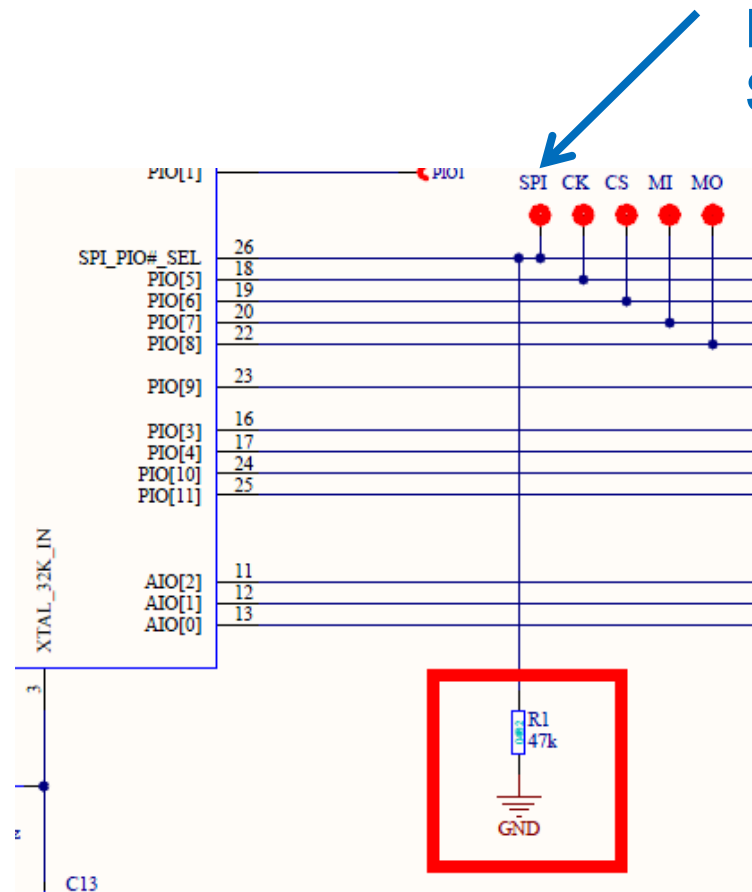 PIO[1] PIO1
SPI CK CS MI MO
SPI_PIO#_SEL 26
PIO[5] 18
PIO[6] 19
PIO[7] 20
PIO[8] 22
PIO[9] 23
PIO[3] 16
PIO[4] 17
PIO[10] 24
PIO[11] 25
XTAL_32K_IN
AIO[2] 11
AIO[1] 12
AIO[0] 13
3
R1
47k
GND
C13